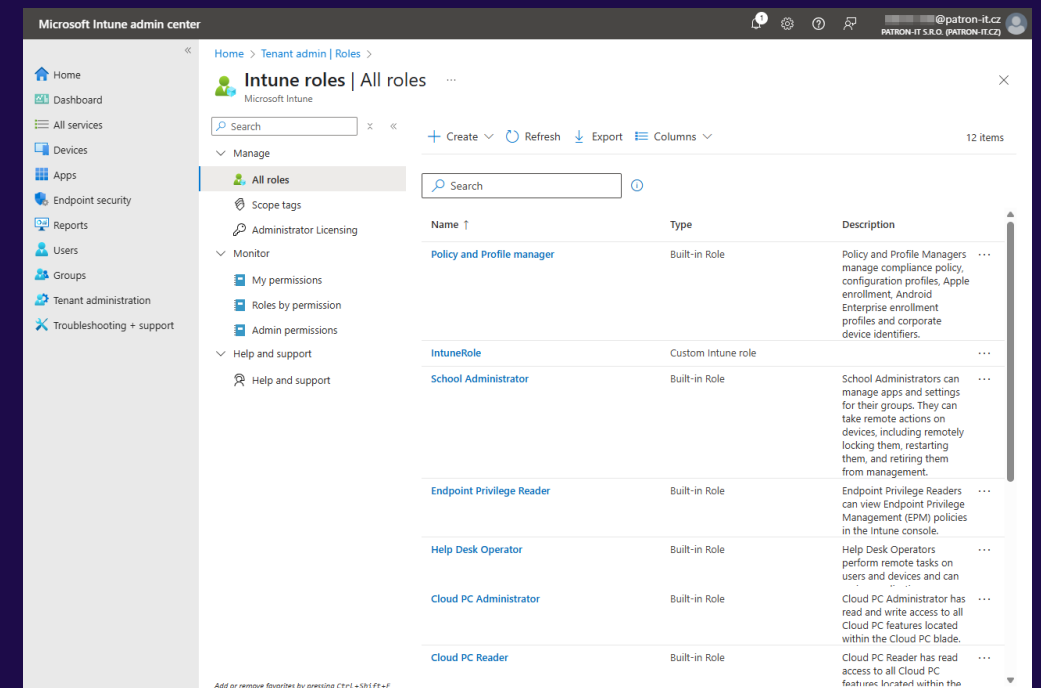 Microsoft Intune admin center
1
@patron-it.cz
PATRON-IT S.R.O. (PATRON-IT.CZ)
Home
Dashboard
All services
Devices
Apps
Endpoint security
Reports
Users
Groups
Tenant administration
Troubleshooting + support
Home > Tenant admin | Roles >
Intune roles | All roles ...
Microsoft Intune
Search
Manage
All roles
Scope tags
Administrator Licensing
Monitor
My permissions
Roles by permission
Admin permissions
Help and support
Help and support
Add or remove favorites by pressing Ctrl+Shift+F
Create Refresh Export Columns 12 items
Search
Name ↑ Type Description
Policy and Profile manager Built-in Role Policy and Profile Managers
manage compliance policy,
configuration profiles, Apple
enrollment, Android
Enterprise enrollment
profiles and corporate
device identifiers.
IntuneRole Custom Intune role
School Administrator Built-in Role School Administrators can
manage apps and settings
for their groups. They can
take remote actions on
devices, including remotely
locking them, restarting
them, and retiring them
from management.
Endpoint Privilege Reader Built-in Role Endpoint Privilege Readers
can view Endpoint Privilege
Management (EPM) policies
in the Intune console.
Help Desk Operator Built-in Role Help Desk Operators
perform remote tasks on
users and devices and can
Cloud PC Administrator Built-in Role Cloud PC Administrator has
read and write access to all
Cloud PC features located
within the Cloud PC blade.
Cloud PC Reader Built-in Role Cloud PC Reader has read
access to all Cloud PC
features located within the